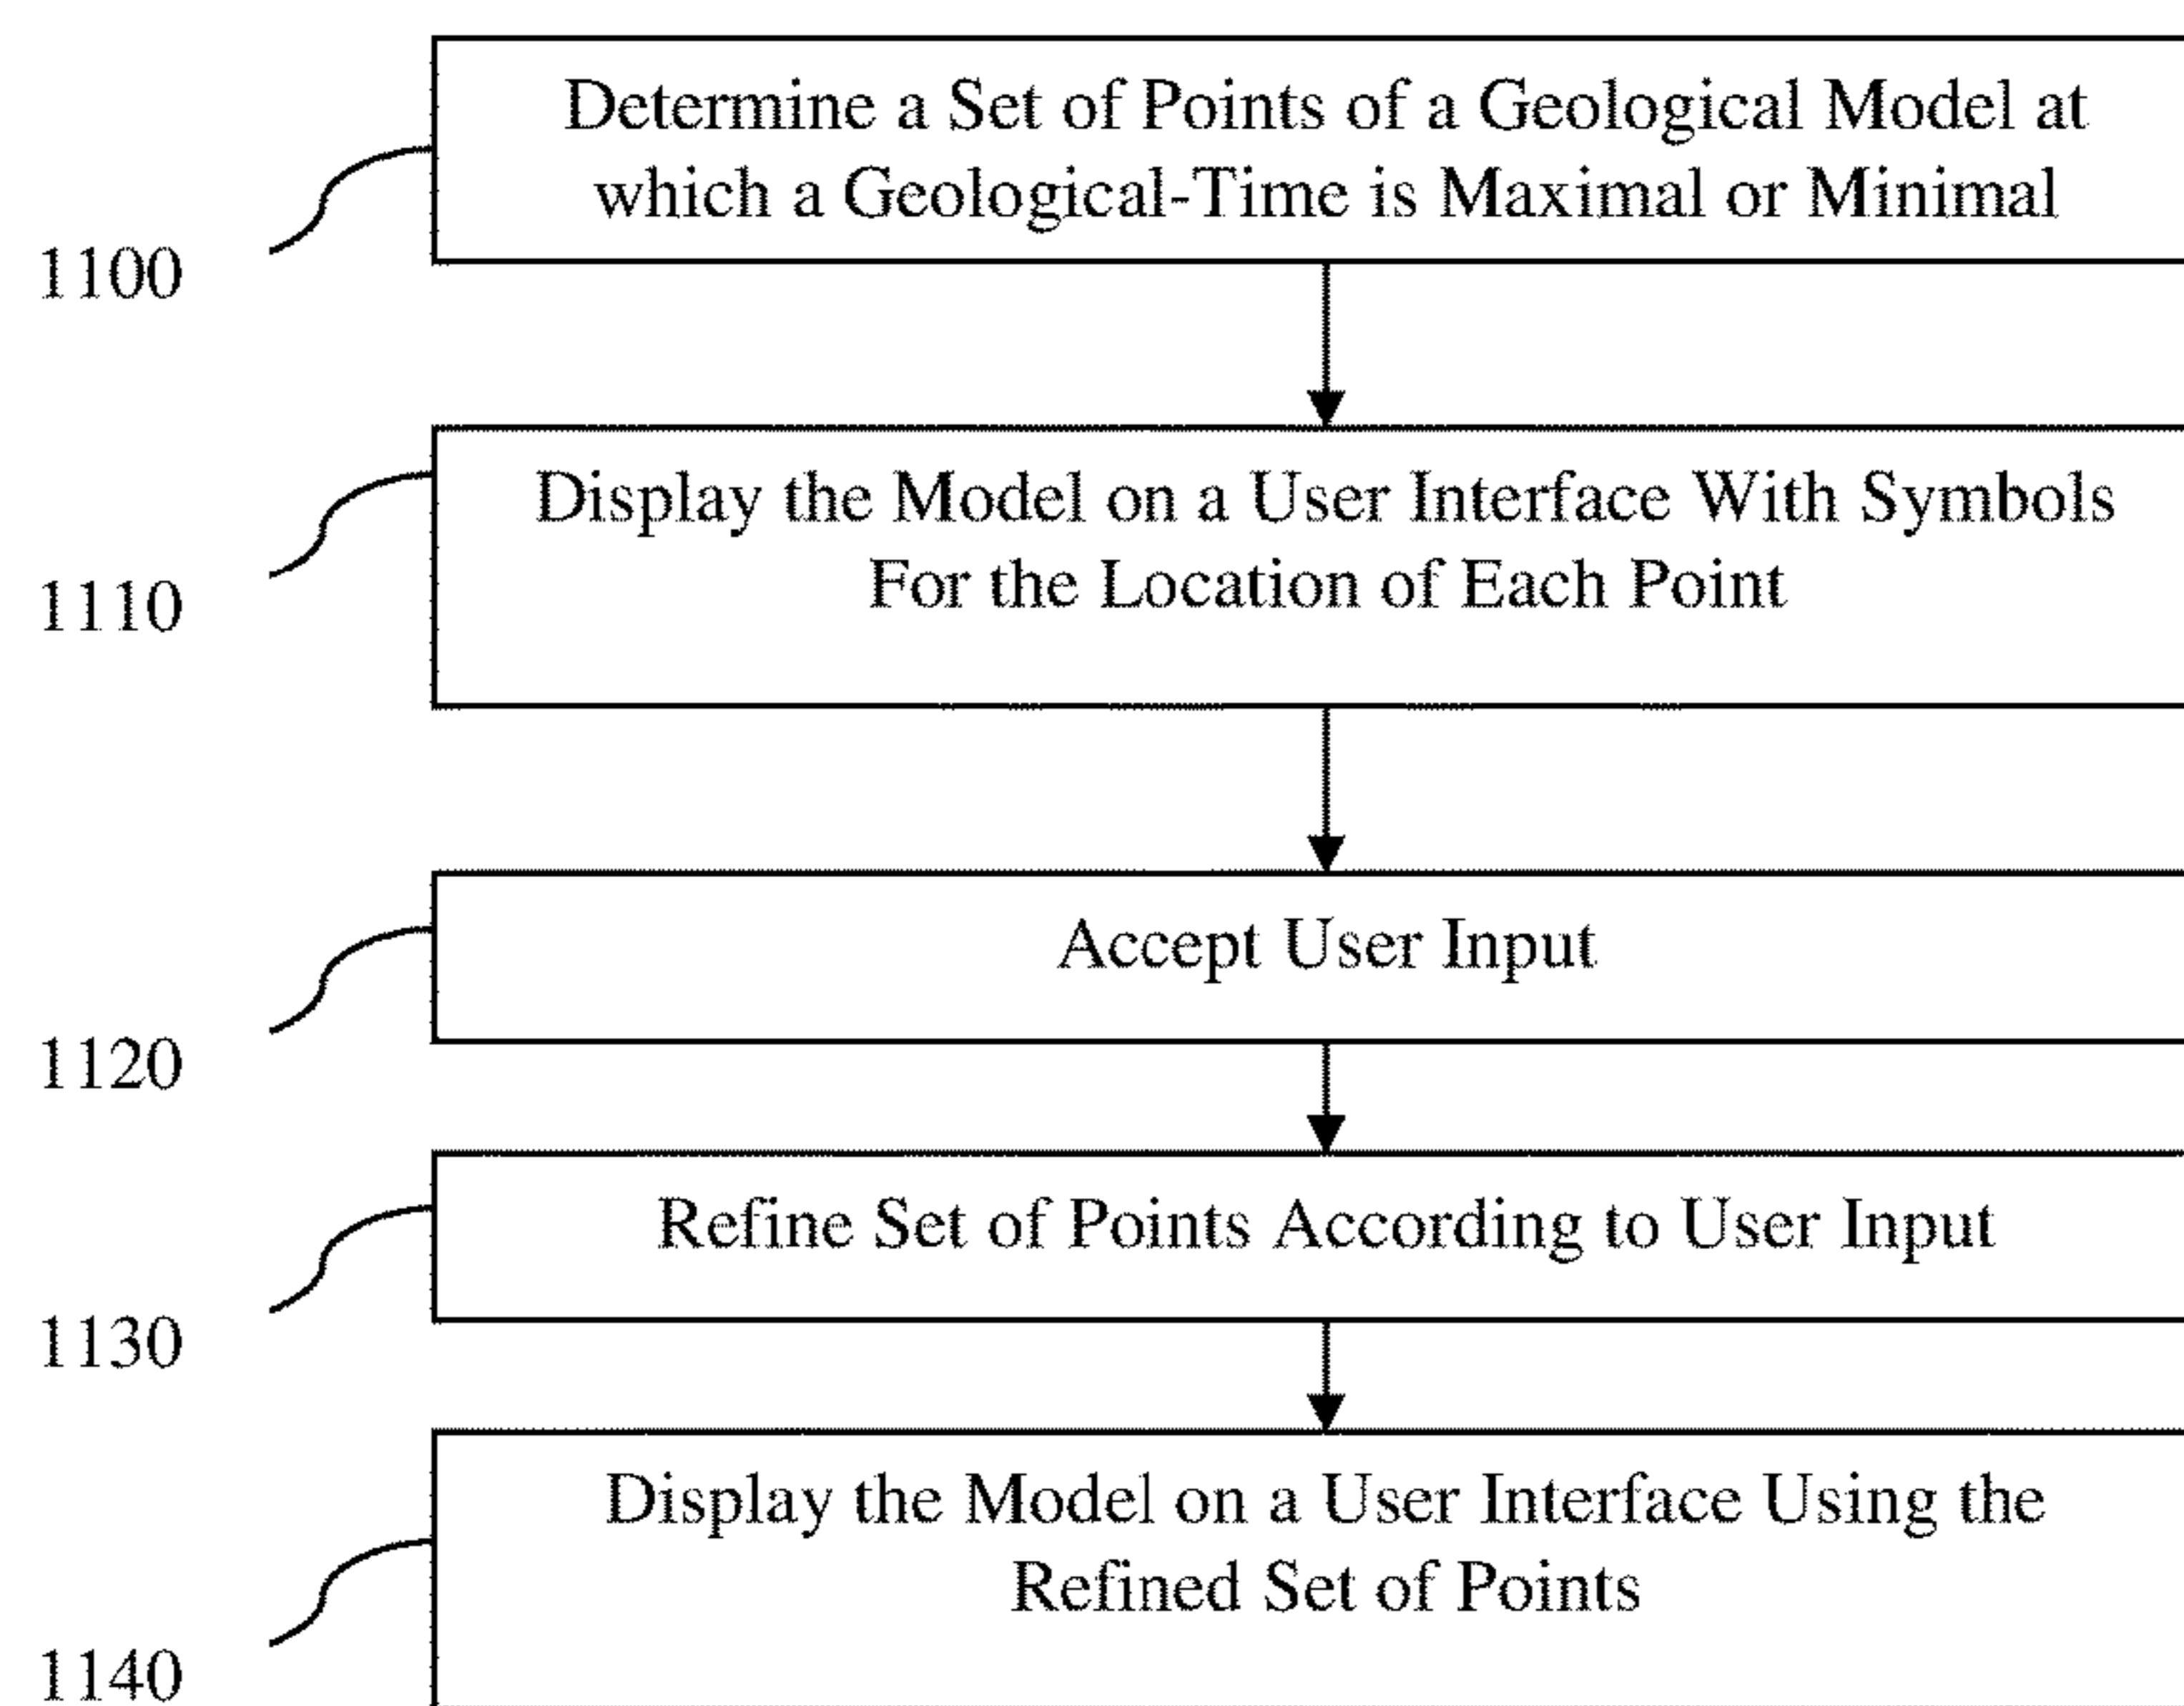 Determine a Set of Points of a Geological Model at
which a Geological-Time is Maximal or Minimal
1100
Display the Model on a User Interface With Symbols
For the Location of Each Point
1110
Accept User Input
1120
Refine Set of Points According to User Input
1130
Display the Model on a User Interface Using the
Refined Set of Points
1140